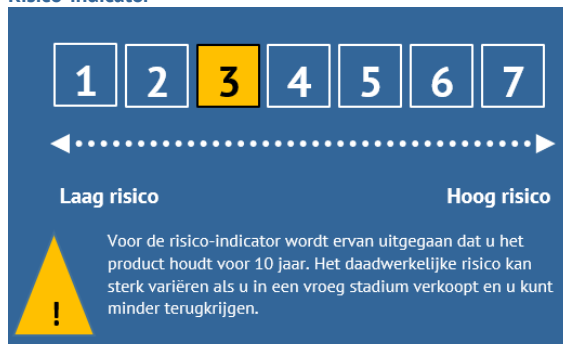 Risico-indicator
1 2 3 4 5 6 7
Laag risico Hoog risico
Voor de risico-indicator wordt ervan uitgegaan dat u het
product houdt voor 10 jaar. Het daadwerkelijke risico kan
sterk variëren als u in een vroeg stadium verkoopt en u kunt
minder terugkrijgen.
!